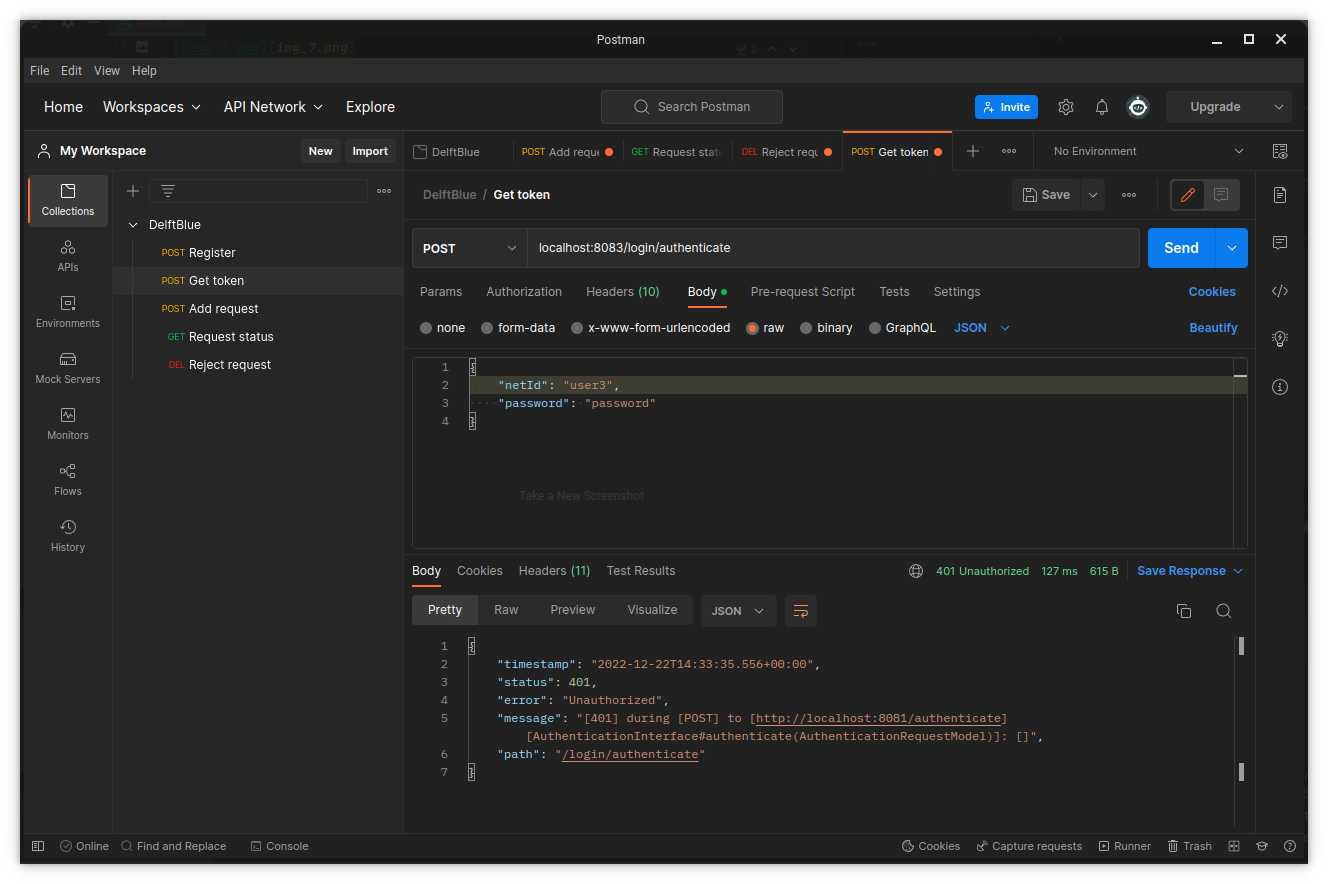 (img_7.png)
Postman
File Edit View Help
Home Workspaces API Network Explore Search Postman Invite Upgrade
My Workspace New Import
DelftBlue POST Add reque GET Request statu DEL Reject requ POST Get token No Environment
Collections
APIs
Environments
Mock Servers
Monitors
Flows
History
DelftBlue
POST Register
POST Get token
POST Add request
GET Request status
DEL Reject request
DelftBlue / Get token Save
POST localhost:8083/login/authenticate Send
Params Authorization Headers (10) Body Pre-request Script Tests Settings Cookies
none form-data x-www-form-urlencoded raw binary GraphQL JSON Beautify
1 {
2 "netId": "user3",
3 "password": "password"
4 }
Take a New Screenshot
Body Cookies Headers (11) Test Results 401 Unauthorized 127 ms 615 B Save Response
Pretty Raw Preview Visualize JSON
1 {
2 "timestamp": "2022-12-22T14:33:35.556+00:00",
3 "status": 401,
4 "error": "Unauthorized",
5 "message": "[401] during [POST] to [http://localhost:8081/authenticate]
[AuthenticationInterface#authenticate(AuthenticationRequestModel)]: []",
6 "path": "/login/authenticate"
7 }
Online Find and Replace Console Cookies Capture requests Runner Trash